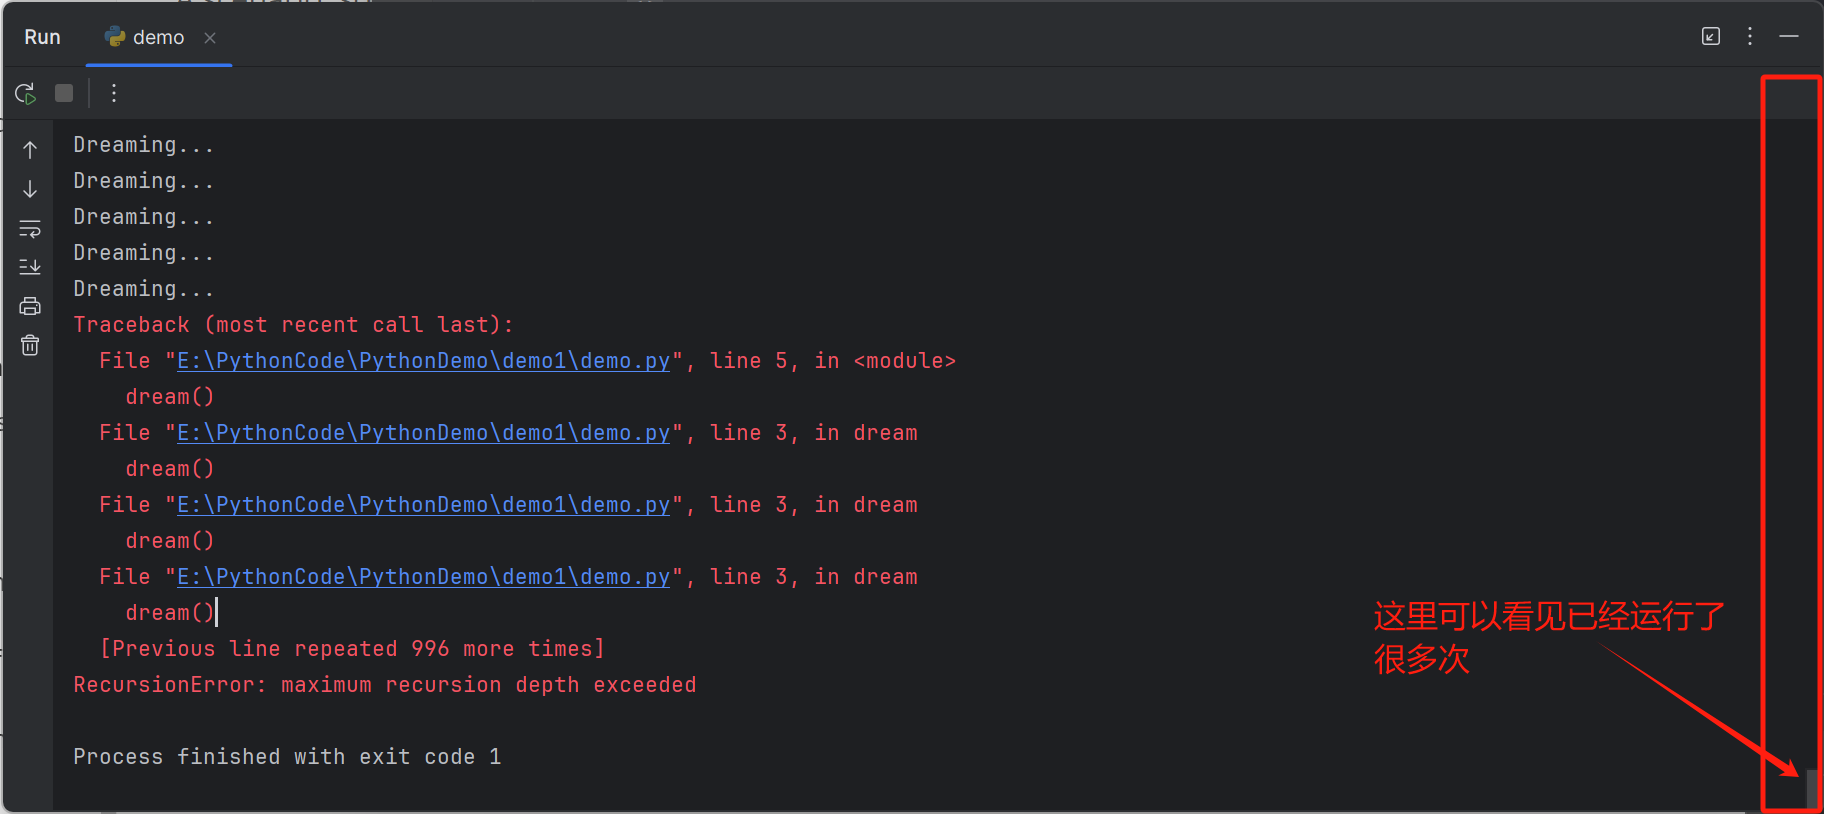 Run
demo
Dreaming...
Dreaming...
Dreaming...
Dreaming...
Dreaming...
Traceback (most recent call last):
  File "E:\PythonCode\PythonDemo\demo1\demo.py", line 5, in <module>
    dream()
  File "E:\PythonCode\PythonDemo\demo1\demo.py", line 3, in dream
    dream()
  File "E:\PythonCode\PythonDemo\demo1\demo.py", line 3, in dream
    dream()
  File "E:\PythonCode\PythonDemo\demo1\demo.py", line 3, in dream
    dream()
  [Previous line repeated 996 more times]
RecursionError: maximum recursion depth exceeded
Process finished with exit code 1
这里可以看见已经运行了
很多次